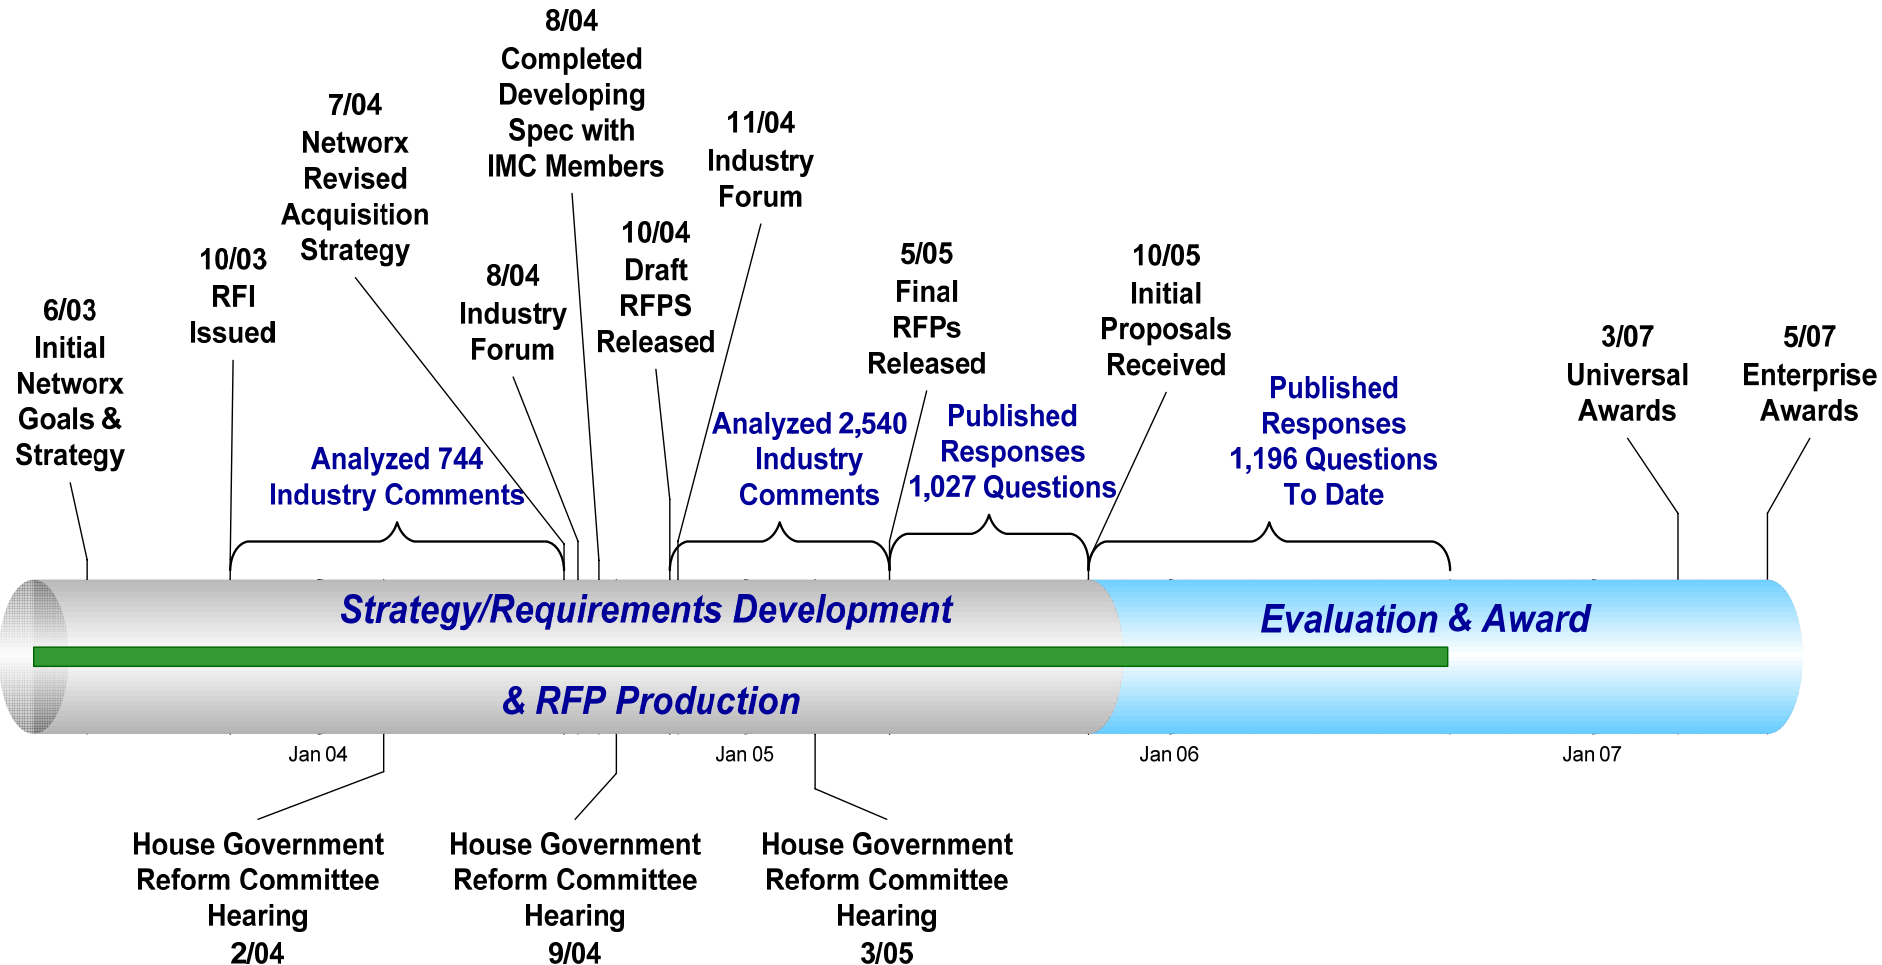 6/03
Initial
Networx
Goals &
Strategy
10/03
RFI
Issued
7/04
Networx
Revised
Acquisition
Strategy
8/04
Industry
Forum
8/04
Completed
Developing
Spec with
IMC Members
10/04
Draft
RFPS
Released
11/04
Industry
Forum
5/05
Final
RFPs
Released
10/05
Initial
Proposals
Received
3/07
Universal
Awards
5/07
Enterprise
Awards
Analyzed 744
Industry Comments
Analyzed 2,540
Industry
Comments
Published
Responses
1,027 Questions
Published
Responses
1,196 Questions
To Date
Strategy/Requirements Development
& RFP Production
Evaluation & Award
Jan 04
Jan 05
Jan 06
Jan 07
House Government
Reform Committee
Hearing
2/04
House Government
Reform Committee
Hearing
9/04
House Government
Reform Committee
Hearing
3/05